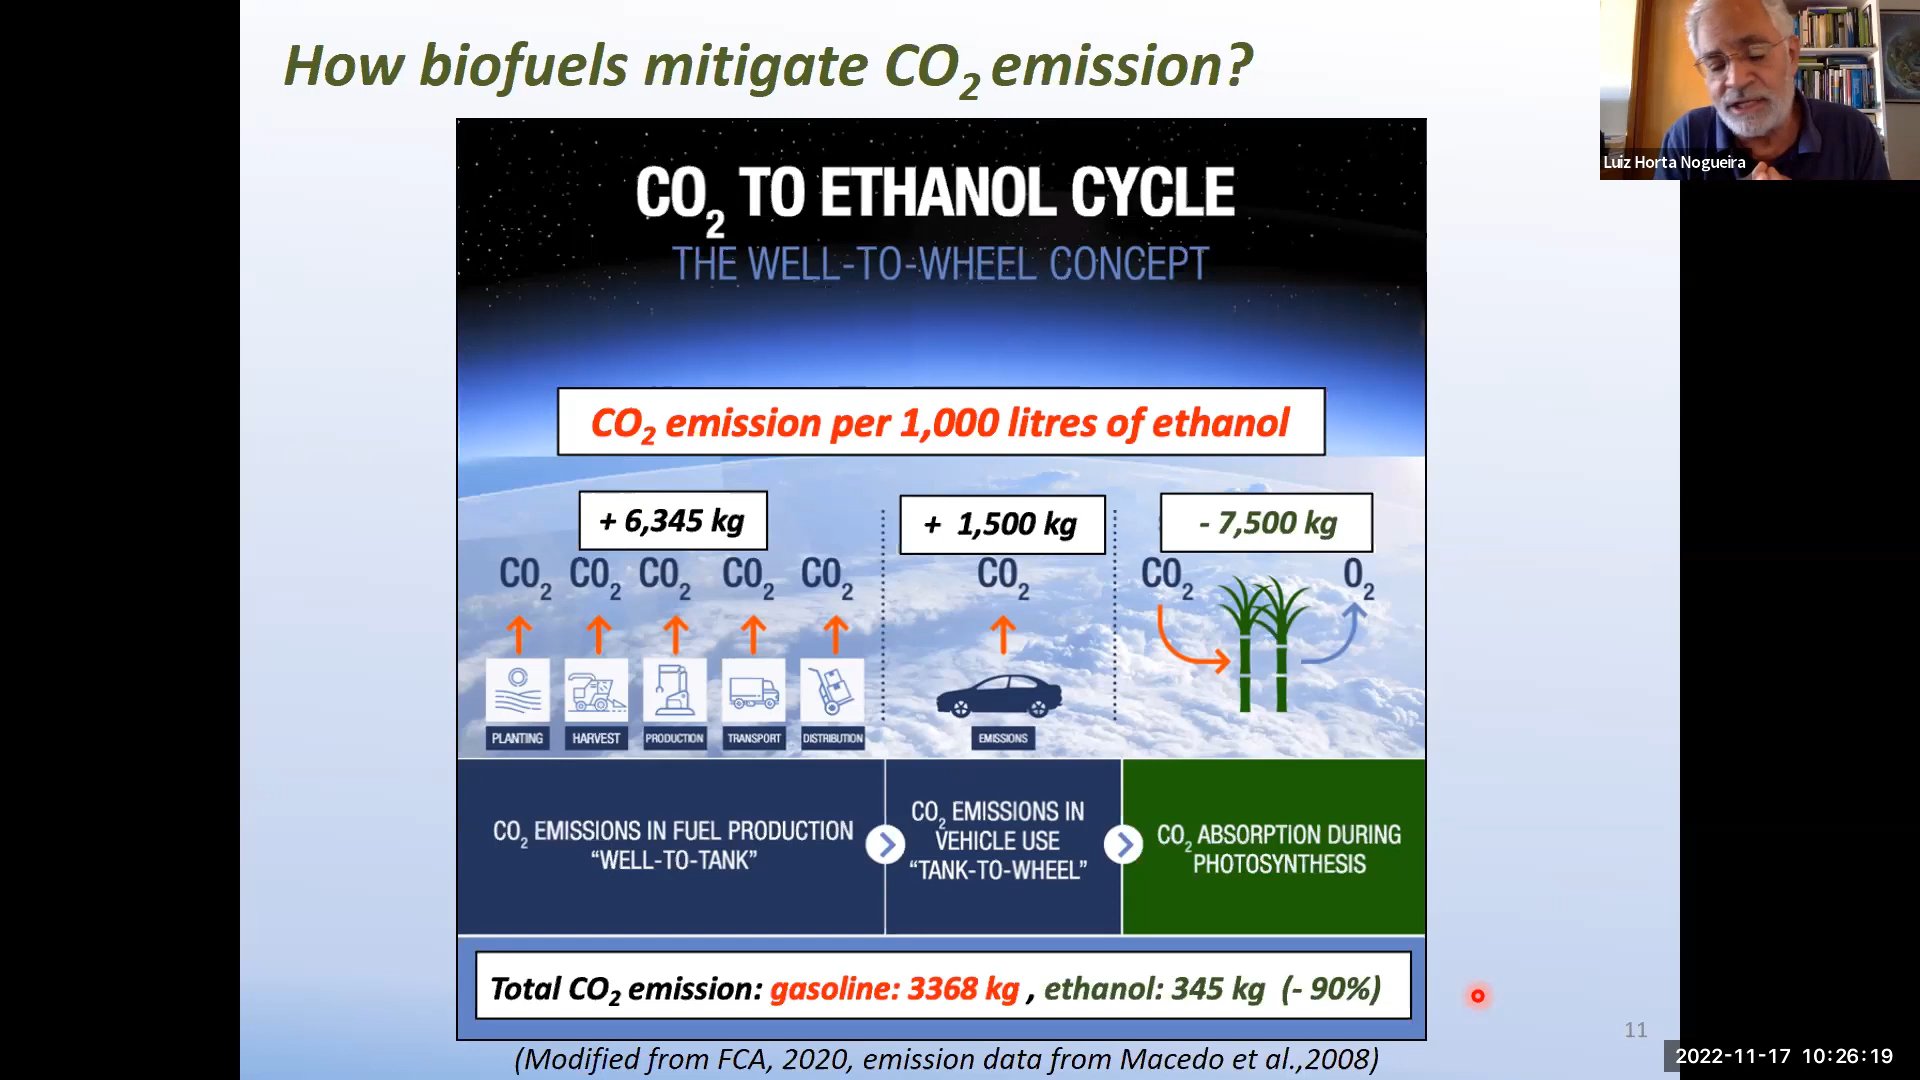 How biofuels mitigate CO2 emission?
Luiz Horta Nogueira
CO2 TO ETHANOL CYCLE
THE WELL-TO-WHEEL CONCEPT
CO2 emission per 1,000 litres of ethanol
+ 6,345 kg
+ 1,500 kg
- 7,500 kg
CO2 CO2 CO2 CO2 CO2
CO2
CO2 O2
PLANTING HARVEST PRODUCTION TRANSPORT DISTRIBUTION
EMISSIONS
CO2 EMISSIONS IN FUEL PRODUCTION
“WELL-TO-TANK”
CO2 EMISSIONS IN
VEHICLE USE
“TANK-TO-WHEEL”
CO2 ABSORPTION DURING
PHOTOSYNTHESIS
Total CO2 emission: gasoline: 3368 kg , ethanol: 345 kg (- 90%)
(Modified from FCA, 2020, emission data from Macedo et al.,2008)
11
2022-11-17 10:26:19